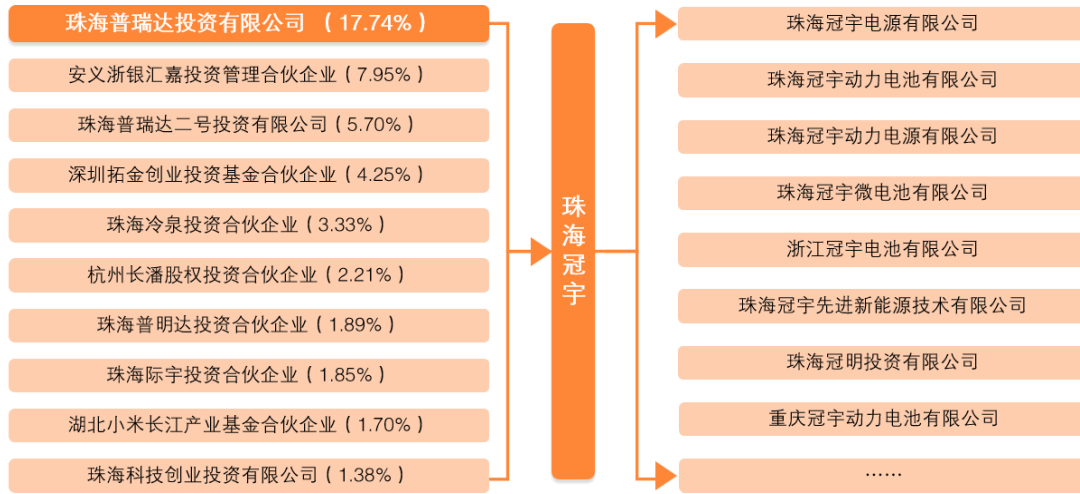 珠海普瑞达投资有限公司 （17.74%）
安义浙银汇嘉投资管理合伙企业（7.95%）
珠海普瑞达二号投资有限公司（5.70%）
深圳拓金创业投资基金合伙企业（4.25%）
珠海冷泉投资合伙企业（3.33%）
杭州长潘股权投资合伙企业（2.21%）
珠海普明达投资合伙企业（1.89%）
珠海际宇投资合伙企业（1.85%）
湖北小米长江产业基金合伙企业（1.70%）
珠海科技创业投资有限公司（1.38%）
珠海冠宇
珠海冠宇电源有限公司
珠海冠宇动力电池有限公司
珠海冠宇动力电源有限公司
珠海冠宇微电池有限公司
浙江冠宇电池有限公司
珠海冠宇先进新能源技术有限公司
珠海冠明投资有限公司
重庆冠宇动力电池有限公司
……